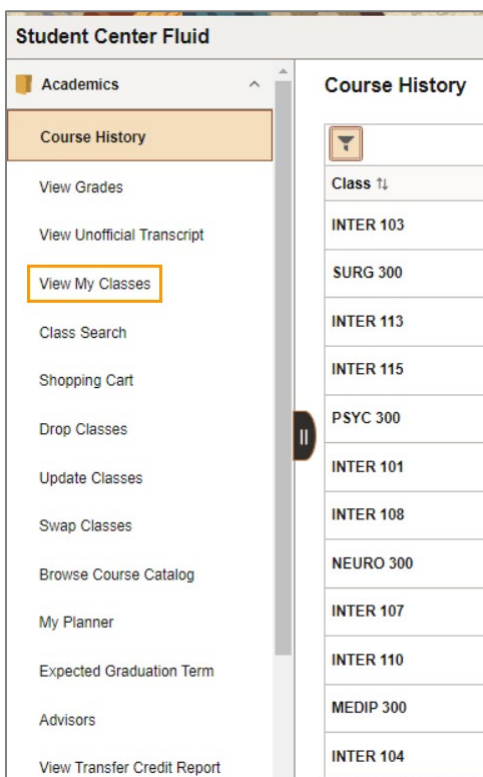 Student Center Fluid
Academics
Course History
View Grades
View Unofficial Transcript
View My Classes
Class Search
Shopping Cart
Drop Classes
Update Classes
Swap Classes
Browse Course Catalog
My Planner
Expected Graduation Term
Advisors
View Transfer Credit Report
Course History
Class
INTER 103
SURG 300
INTER 113
INTER 115
PSYC 300
INTER 101
INTER 108
NEURO 300
INTER 107
INTER 110
MEDIP 300
INTER 104